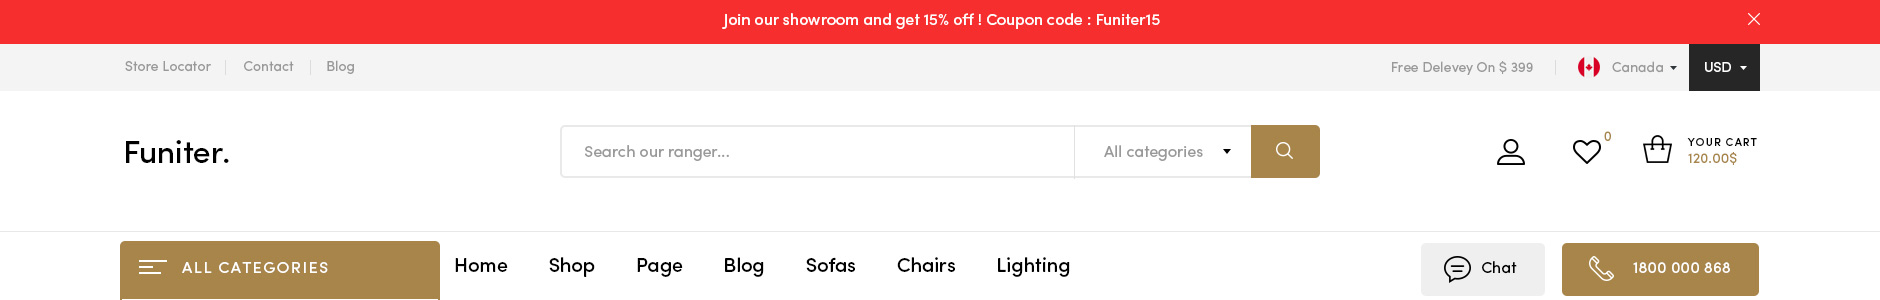 Join our showroom and get 15% off ! Coupon code : Funiter15
Store Locator Contact Blog Free Delevey On $ 399 Canada USD
Funiter. Search our ranger... All categories 0 YOUR CART
120.00$
ALL CATEGORIES Home Shop Page Blog Sofas Chairs Lighting Chat 1800 000 868